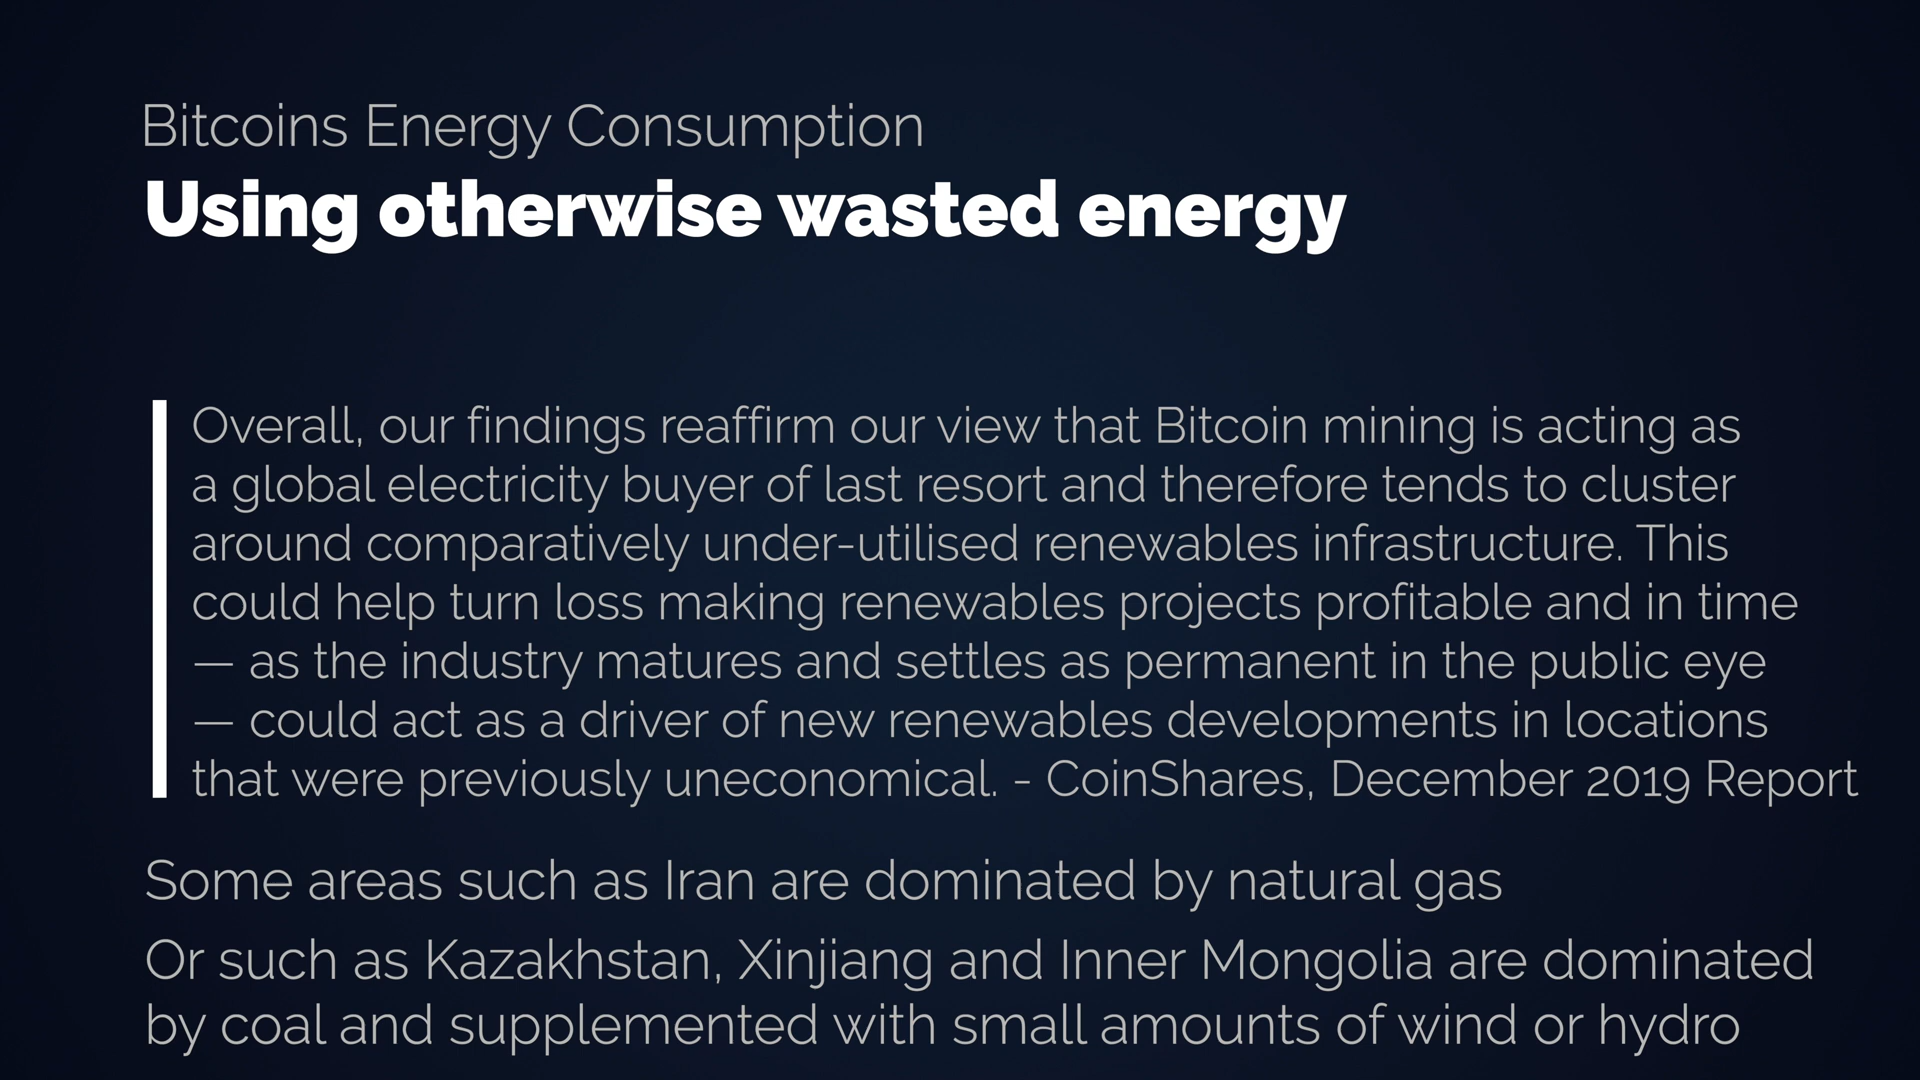 Bitcoins Energy Consumption
Using otherwise wasted energy
Overall, our findings reaffirm our view that Bitcoin mining is acting as
a global electricity buyer of last resort and therefore tends to cluster
around comparatively under-utilised renewables infrastructure. This
could help turn loss making renewables projects profitable and in time
— as the industry matures and settles as permanent in the public eye
— could act as a driver of new renewables developments in locations
that were previously uneconomical. - CoinShares, December 2019 Report
Some areas such as Iran are dominated by natural gas
Or such as Kazakhstan, Xinjiang and Inner Mongolia are dominated
by coal and supplemented with small amounts of wind or hydro